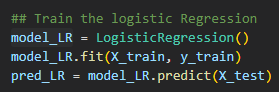 ## Train the logistic Regression
model_LR = LogisticRegression()
model_LR.fit(X_train, y_train)
pred_LR = model_LR.predict(X_test)